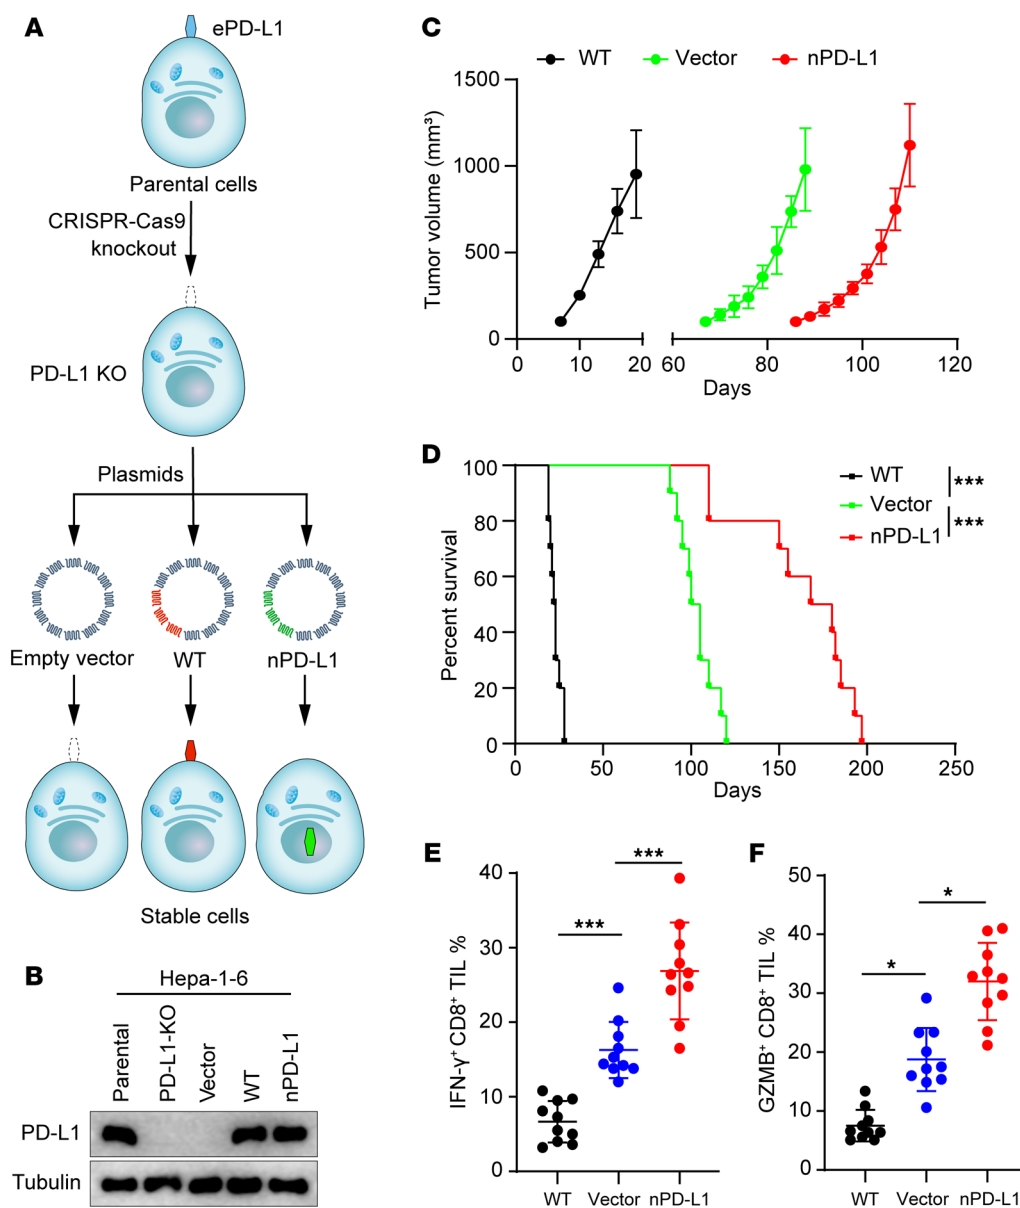 A
ePD-L1
Parental cells
CRISPR-Cas9
knockout
PD-L1 KO
Plasmids
Empty vector
WT
nPD-L1
Stable cells
B
Hepa-1-6
Parental
PD-L1-KO
Vector
WT
nPD-L1
PD-L1
Tubulin
C
WT
Vector
nPD-L1
Tumor volume (mm³)
1500
1000
500
0
0
10
20
60
80
100
120
Days
D
WT
Vector
nPD-L1
***
***
Percent survival
100
80
60
40
20
0
0
50
100
150
200
250
Days
E
***
***
IFN-γ⁺ CD8⁺ TIL %
40
30
20
10
0
WT
Vector
nPD-L1
F
*
*
GZMB⁺ CD8⁺ TIL %
50
40
30
20
10
0
WT
Vector
nPD-L1